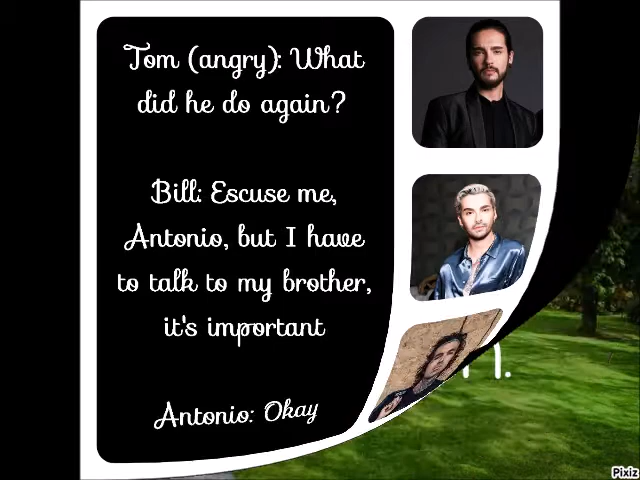 Tom (angry): What
did he do again?
Bill: Escuse me,
Antonio, but I have
to talk to my brother,
it's important
Antonio: Okay
Pixiz